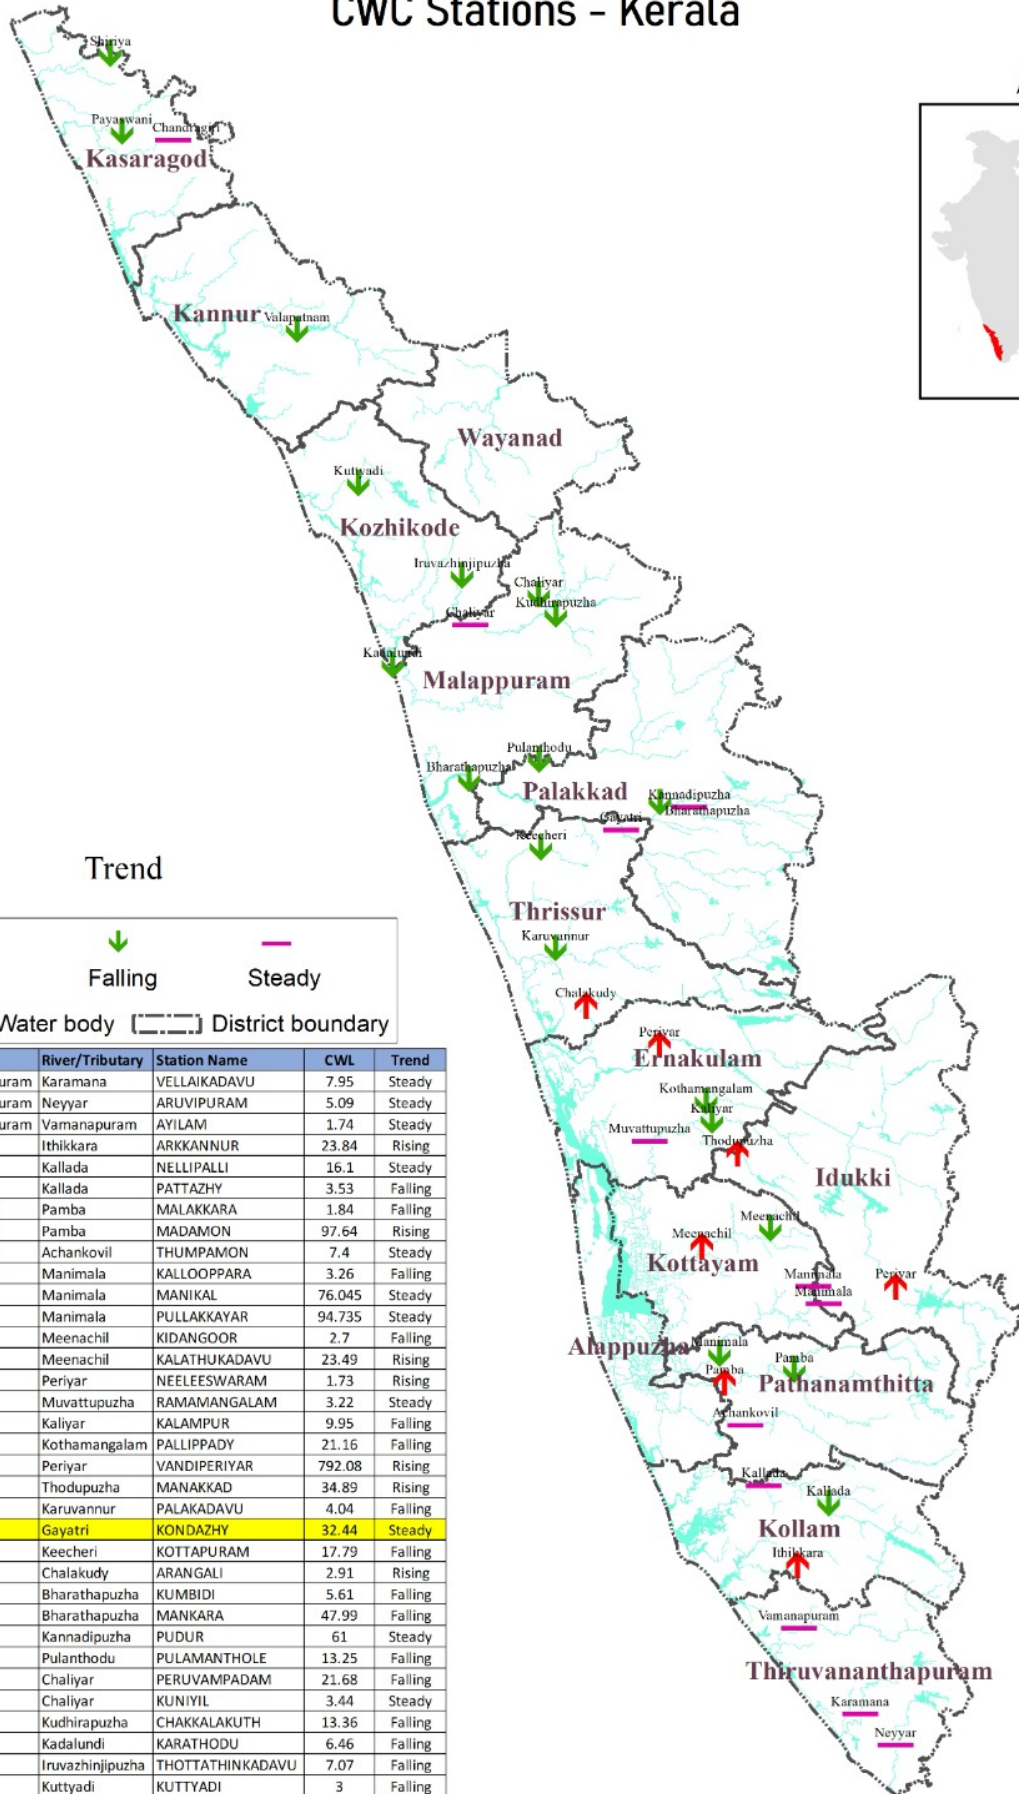 CWC Stations - Kerala
Shiriya
Payaswani
Chandragiri
Kasaragod
Kannur
Valapatnam
Wayanad
Kuttyadi
Kozhikode
Iruvazhinjipuzha
Chaliyar
Kudhirapuzha
Chaliyar
Kadalundi
Malappuram
Pulanthodu
Bharathapuzha
Palakkad
Kannadipuzha
Bharathapuzha
Gayatri
Keecheri
Thrissur
Karuvannur
Chalakudy
Periyar
Ernakulam
Kothamangalam
Kaliyar
Muvattupuzha
Thodupuzha
Idukki
Meenachil
Meenachil
Kottayam
Manimala
Periyar
Manimala
Alappuzha
Manimala
Pamba
Pamba
Pathanamthitta
Achankovil
Kallada
Kallada
Kollam
Ithikkara
Vamanapuram
Thiruvananthapuram
Karamana
Neyyar
Trend
Falling Steady
Water body District boundary
River/Tributary Station Name CWL Trend
uram Karamana VELLAIKADAVU 7.95 Steady
uram Neyyar ARUVIPURAM 5.09 Steady
uram Vamanapuram AYILAM 1.74 Steady
Ithikkara ARKKANNUR 23.84 Rising
Kallada NELLIPALLI 16.1 Steady
Kallada PATTAZHY 3.53 Falling
Pamba MALAKKARA 1.84 Falling
Pamba MADAMON 97.64 Rising
Achankovil THUMPAMON 7.4 Steady
Manimala KALLOOPPARA 3.26 Falling
Manimala MANIKAL 76.045 Steady
Manimala PULLAKKAYAR 94.735 Steady
Meenachil KIDANGOOR 2.7 Falling
Meenachil KALATHUKADAVU 23.49 Rising
Periyar NEELEESWARAM 1.73 Rising
Muvattupuzha RAMAMANGALAM 3.22 Steady
Kaliyar KALAMPUR 9.95 Falling
Kothamangalam PALLIPPADY 21.16 Falling
Periyar VANDIPERIYAR 792.08 Rising
Thodupuzha MANAKKAD 34.89 Rising
Karuvannur PALAKADAVU 4.04 Falling
Gayatri KONDAZHY 32.44 Steady
Keecheri KOTTAPURAM 17.79 Falling
Chalakudy ARANGALI 2.91 Rising
Bharathapuzha KUMBIDI 5.61 Falling
Bharathapuzha MANKARA 47.99 Falling
Kannadipuzha PUDUR 61 Steady
Pulanthodu PULAMANTHOLE 13.25 Falling
Chaliyar PERUVAMPADAM 21.68 Falling
Chaliyar KUNIYIL 3.44 Steady
Kudhirapuzha CHAKKALAKUTH 13.36 Falling
Kadalundi KARATHODU 6.46 Falling
Iruvazhinjipuzha THOTTATHINKADAVU 7.07 Falling
Kuttyadi KUTTYADI 3 Falling